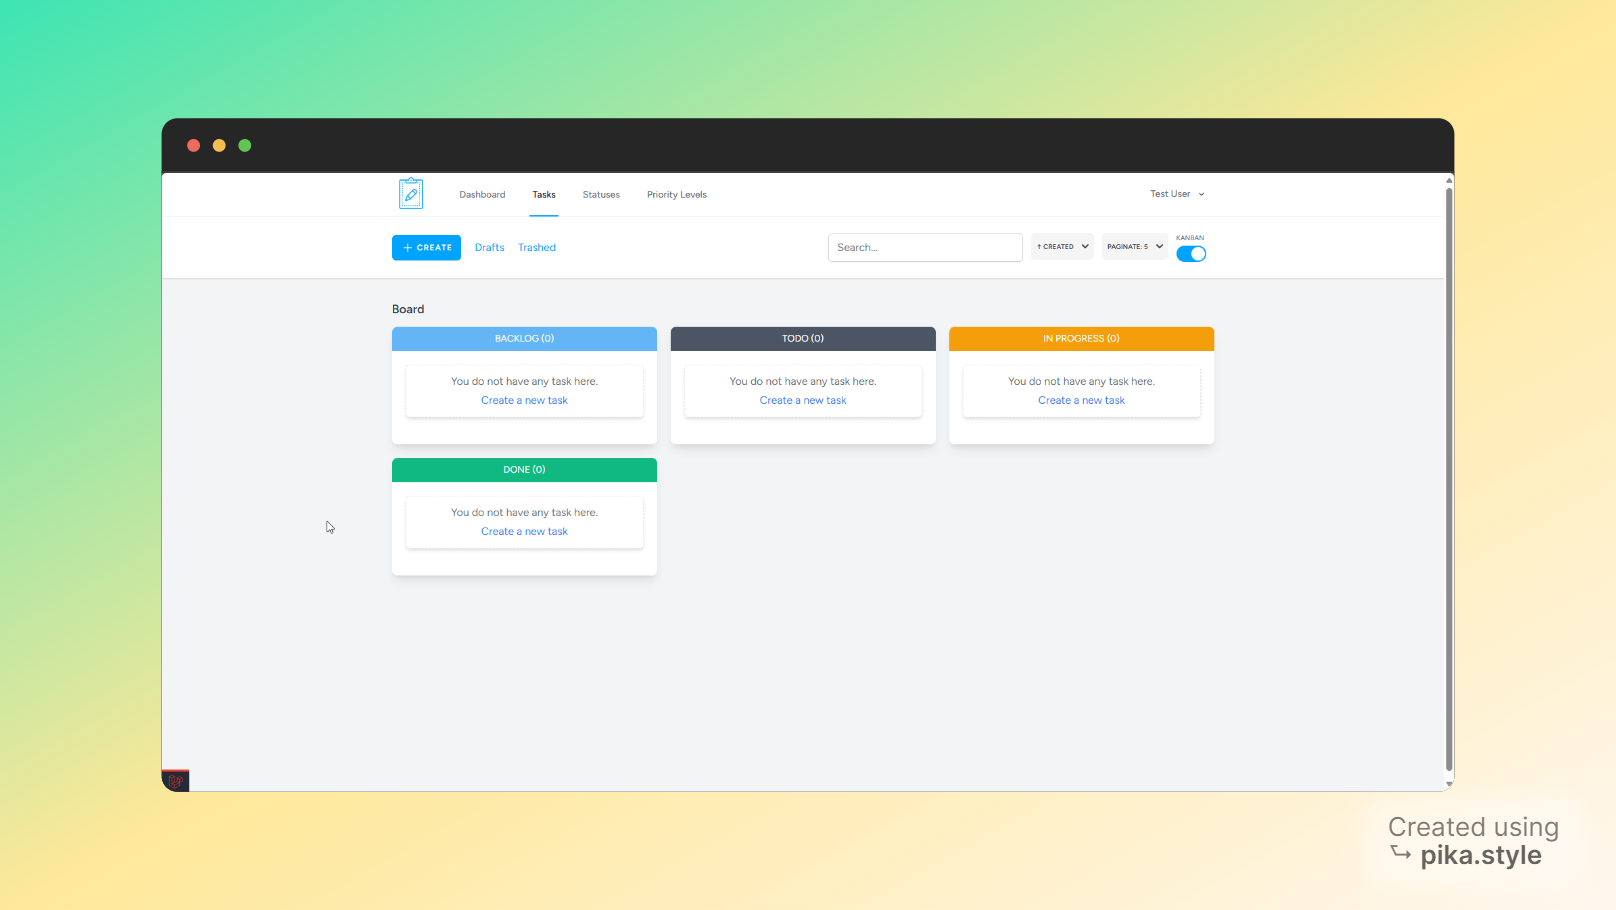 Dashboard Tasks Statuses Priority Levels Test User
+ CREATE Drafts Trashed Search... ↑ CREATED PAGINATE: 5 KANBAN
Board
BACKLOG (0)
You do not have any task here.
Create a new task
TODO (0)
You do not have any task here.
Create a new task
IN PROGRESS (0)
You do not have any task here.
Create a new task
DONE (0)
You do not have any task here.
Create a new task
Created using
pika.style